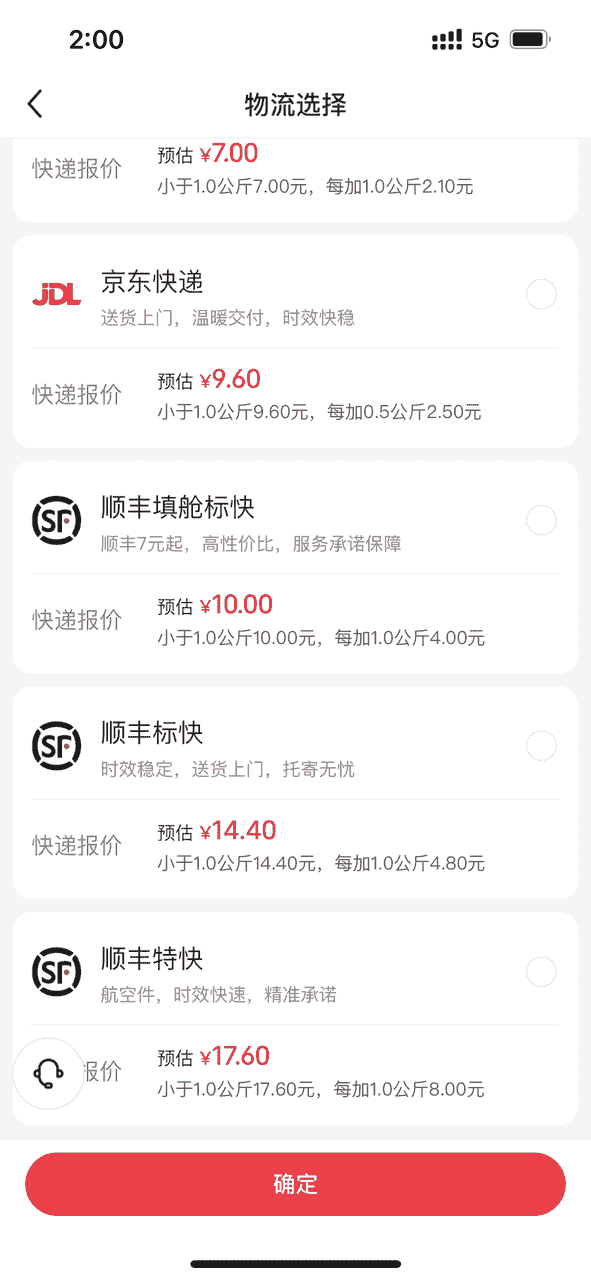 2:00
5G
物流选择
快递报价
预估 ¥7.00
小于1.0公斤7.00元，每加1.0公斤2.10元
JDL
京东快递
送货上门，温暖交付，时效快稳
快递报价
预估 ¥9.60
小于1.0公斤9.60元，每加0.5公斤2.50元
SF
顺丰填舱标快
顺丰7元起，高性价比，服务承诺保障
快递报价
预估 ¥10.00
小于1.0公斤10.00元，每加1.0公斤4.00元
SF
顺丰标快
时效稳定，送货上门，托寄无忧
快递报价
预估 ¥14.40
小于1.0公斤14.40元，每加1.0公斤4.80元
SF
顺丰特快
航空件，时效快速，精准承诺
报价
预估 ¥17.60
小于1.0公斤17.60元，每加1.0公斤8.00元
确定